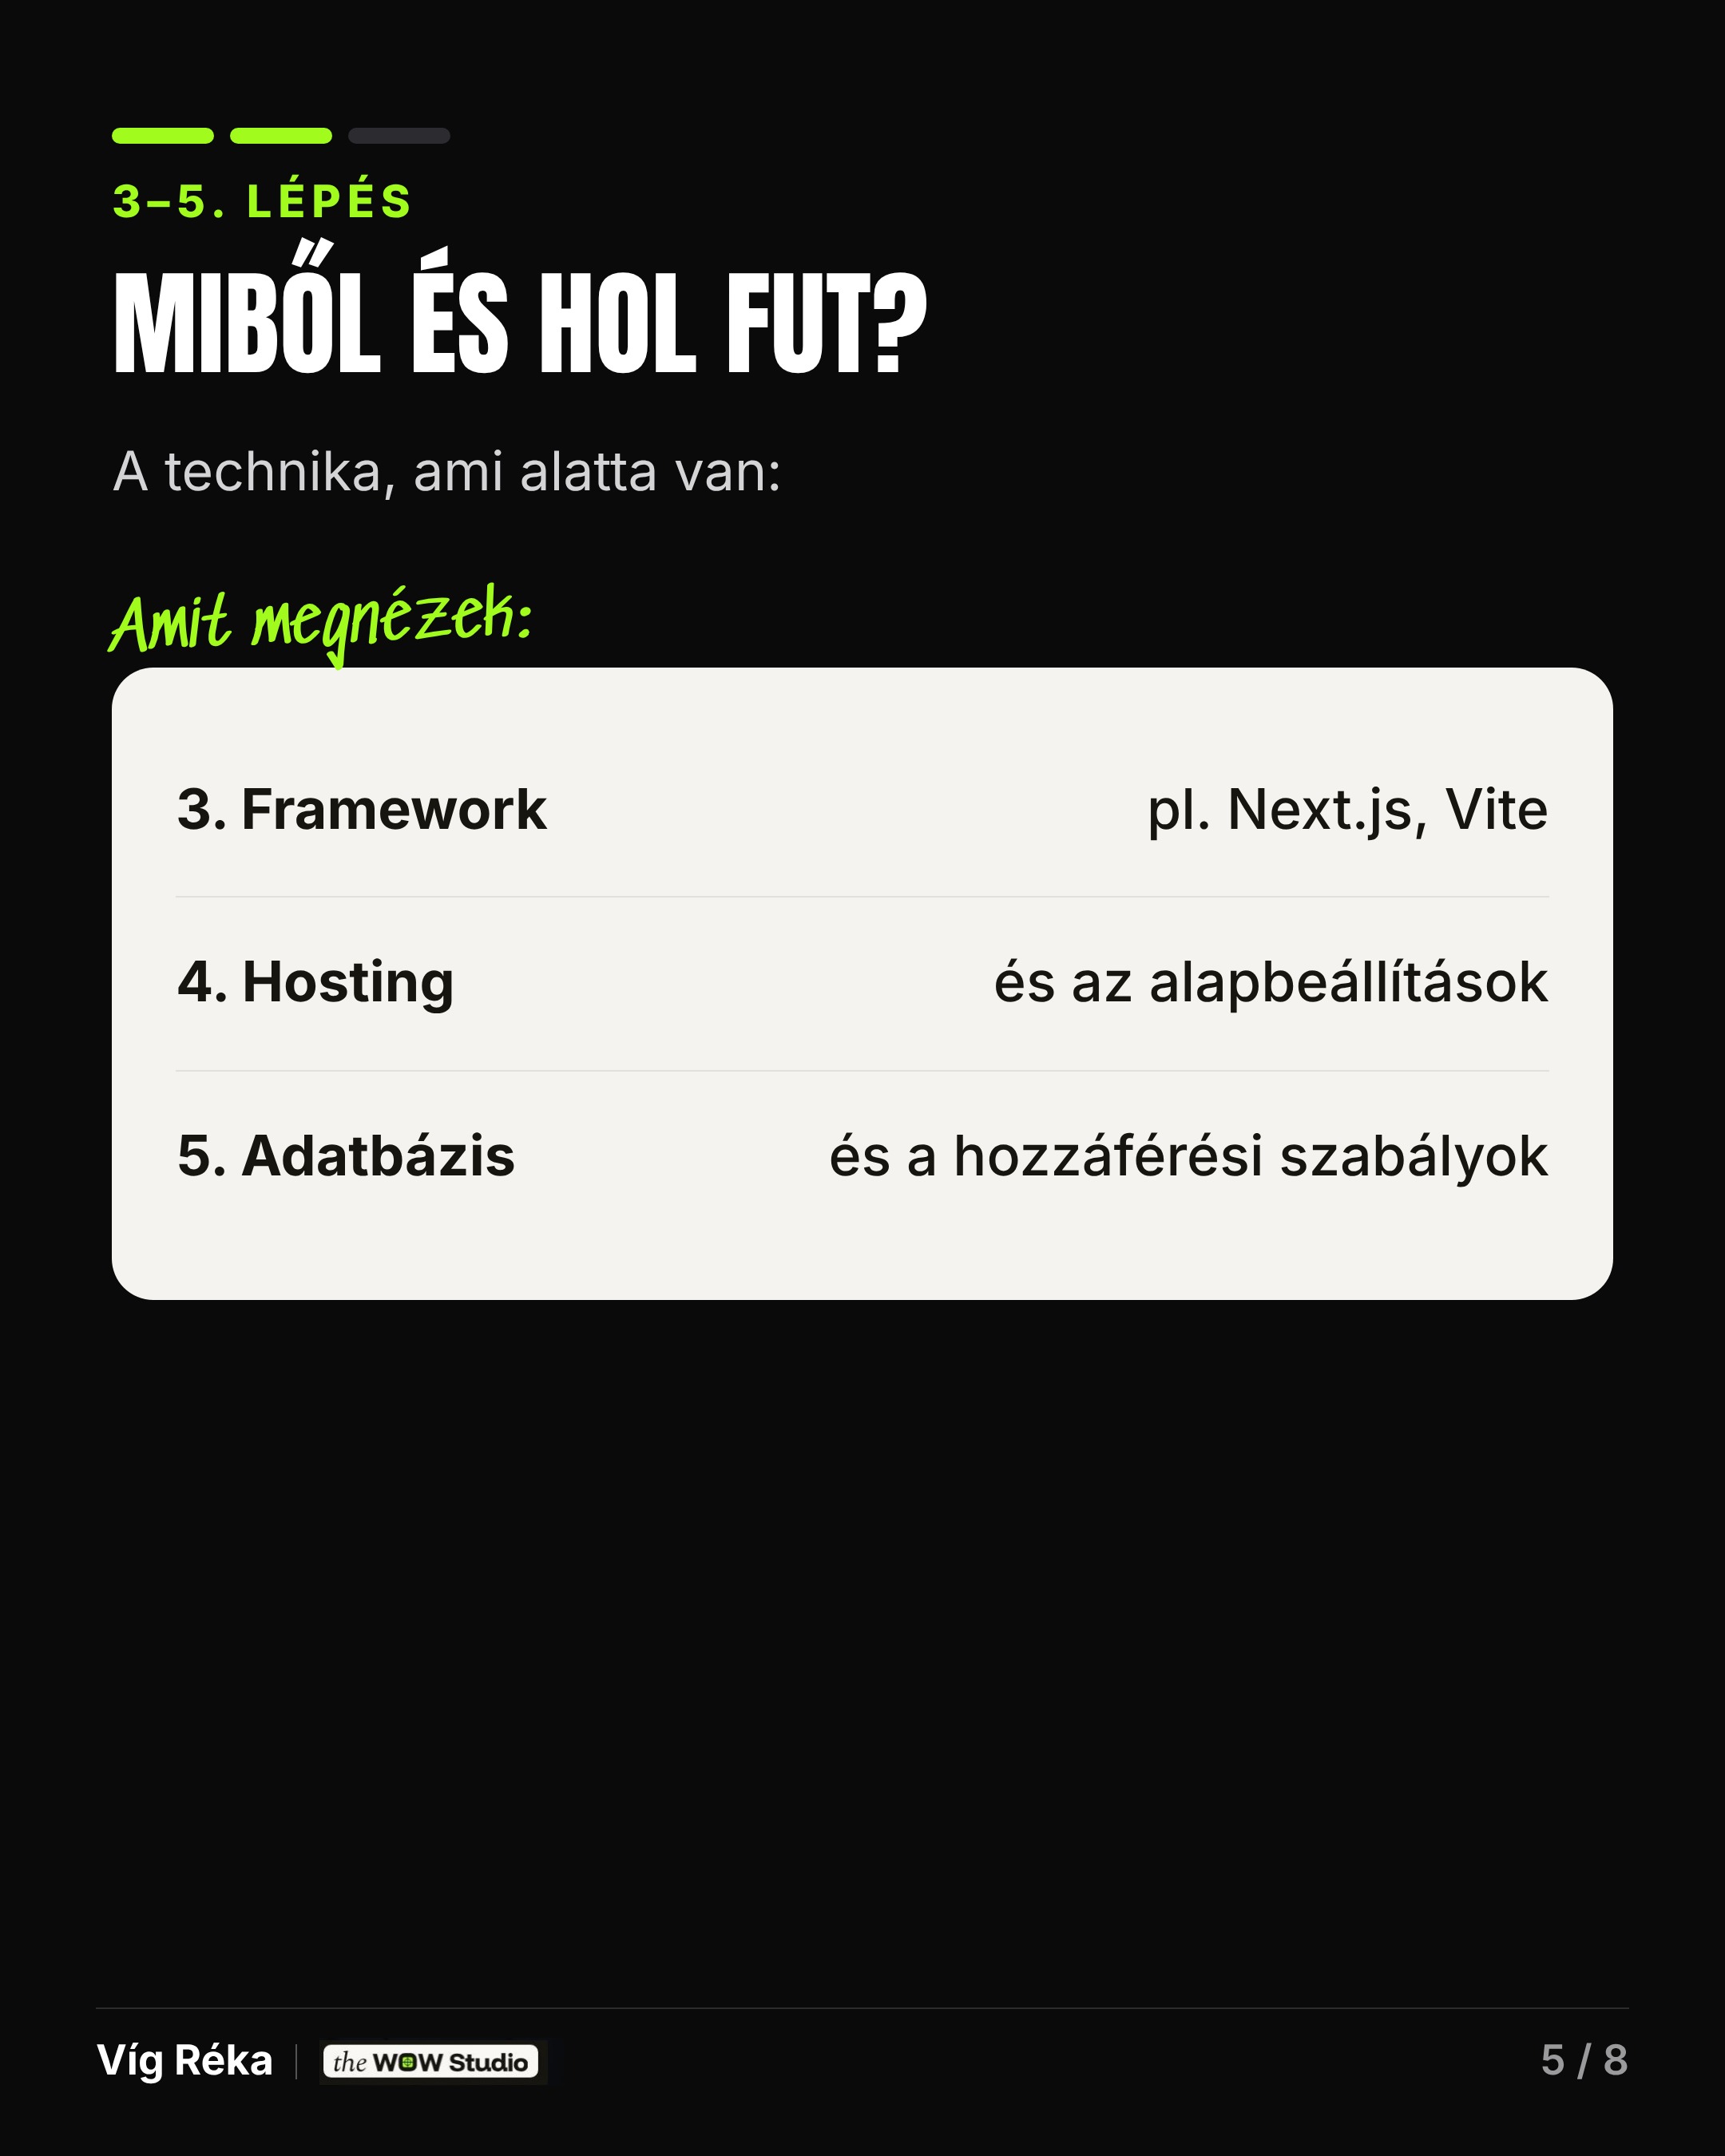 3–5. LÉPÉS
MIBŐL ÉS HOL FUT?
A technika, ami alatta van:
Amit megnézek:
3. Framework pl. Next.js, Vite
4. Hosting és az alapbeállítások
5. Adatbázis és a hozzáférési szabályok
Víg Réka the WOW Studio 5 / 8